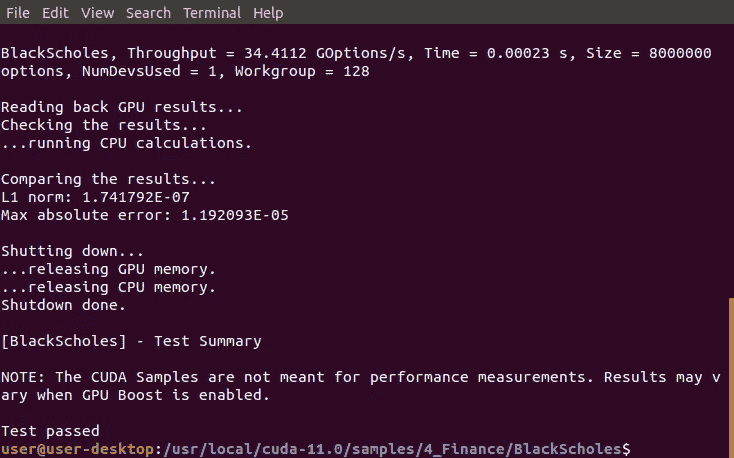 File Edit View Search Terminal Help
BlackScholes, Throughput = 34.4112 GOptions/s, Time = 0.00023 s, Size = 8000000
options, NumDevsUsed = 1, Workgroup = 128
Reading back GPU results...
Checking the results...
...running CPU calculations.
Comparing the results...
L1 norm: 1.741792E-07
Max absolute error: 1.192093E-05
Shutting down...
...releasing GPU memory.
...releasing CPU memory.
Shutdown done.
[BlackScholes] - Test Summary
NOTE: The CUDA Samples are not meant for performance measurements. Results may v
ary when GPU Boost is enabled.
Test passed
user@user-desktop:/usr/local/cuda-11.0/samples/4_Finance/BlackScholes$